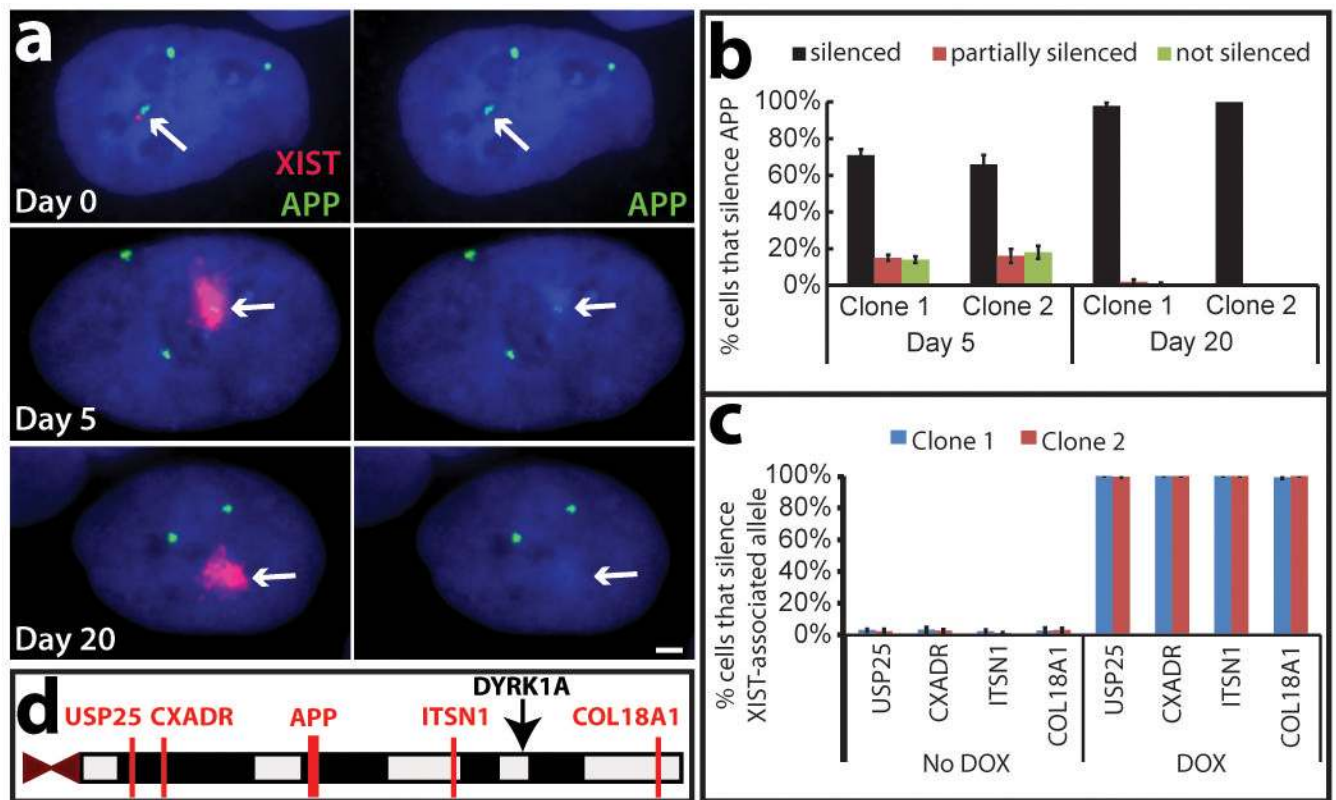 a
XIST
APP
Day 0
APP
Day 5
Day 20
b
silenced
partially silenced
not silenced
% cells that silence APP
100%
80%
60%
40%
20%
0%
Clone 1
Clone 2
Clone 1
Clone 2
Day 5
Day 20
c
Clone 1
Clone 2
% cells that silence
XIST-associated allele
100%
80%
60%
40%
20%
0%
USP25
CXADR
ITSN1
COL18A1
USP25
CXADR
ITSN1
COL18A1
No DOX
DOX
d
DYRK1A
USP25
CXADR
APP
ITSN1
COL18A1